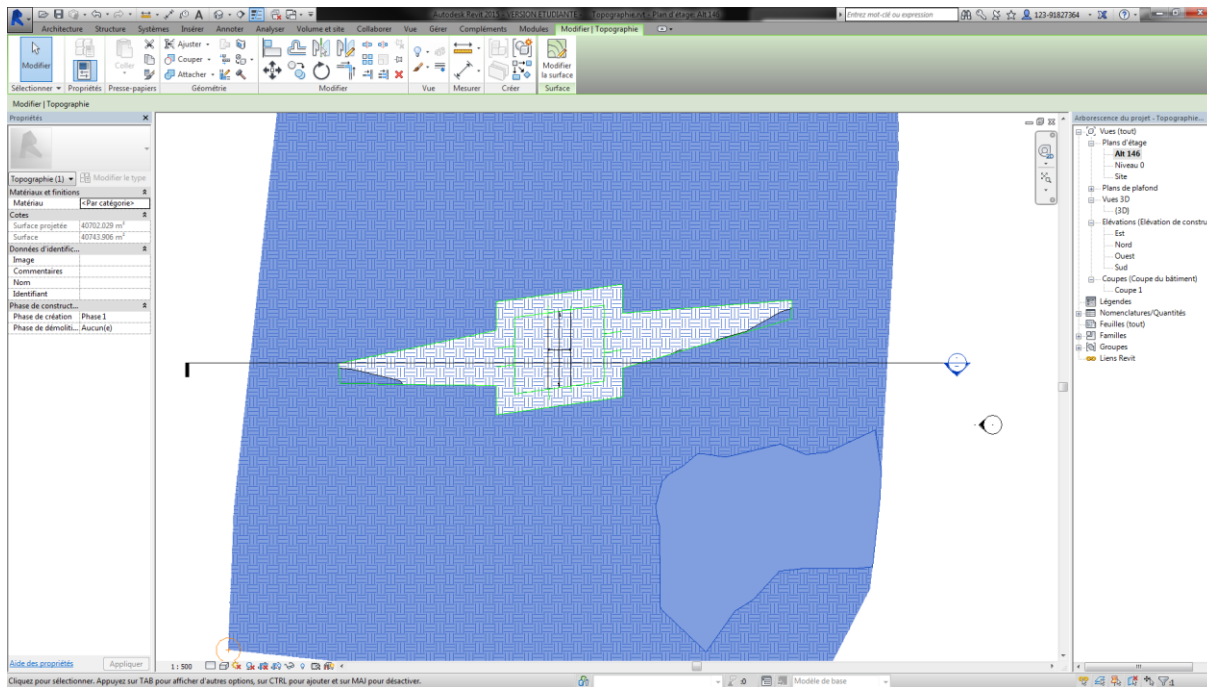 Autodesk Revit 2015 - VERSION ETUDIANTE - Topographie.rvt - Plan d'étage: Alt 146
Entrez mot-clé ou expression
123-91827364
Architecture Structure Systèmes Insérer Annoter Analyser Volume et site Collaborer Vue Gérer Compléments Modules Modifier | Topographie
Modifier
Coller
Ajuster
Couper
Attacher
Modifier
la surface
Sélectionner Propriétés Presse-papiers Géométrie Modifier Vue Mesurer Créer Surface
Modifier | Topographie
Propriétés
Topographie (1) Modifier le type
Matériaux et finitions
Matériau <Par catégorie>
Cotes
Surface projetée 40702.029 m²
Surface 40743.906 m²
Données d'identific...
Image
Commentaires
Nom
Identifiant
Phase de construct...
Phase de création Phase 1
Phase de démoliti... Aucun(e)
Aide des propriétés Appliquer
Arborescence du projet - Topographie...
Vues (tout)
Plans d'étage
Alt 146
Niveau 0
Site
Plans de plafond
Vues 3D
{3D}
Elévations (Elévation de constru
Est
Nord
Ouest
Sud
Coupes (Coupe du bâtiment)
Coupe 1
Légendes
Nomenclatures/Quantités
Feuilles (tout)
Familles
Groupes
Liens Revit
1 : 500
Cliquez pour sélectionner. Appuyez sur TAB pour afficher d'autres options, sur CTRL pour ajouter et sur MAJ pour désactiver.
:0
Modèle de base
:1